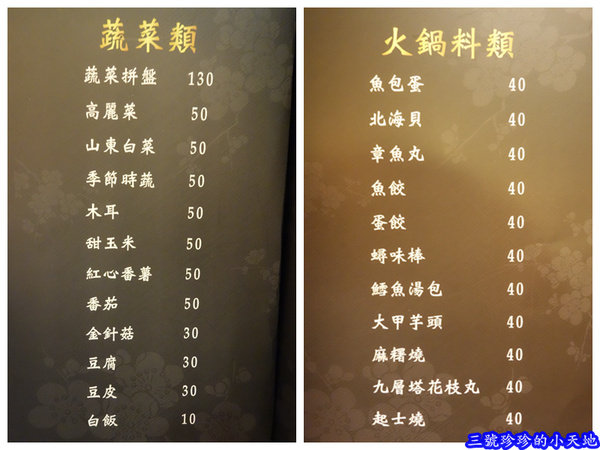 蔬菜類
蔬菜拼盤 130
高麗菜 50
山東白菜 50
季節時蔬 50
木耳 50
甜玉米 50
紅心番薯 50
番茄 50
金針菇 30
豆腐 30
豆皮 30
白飯 10
火鍋料類
魚包蛋 40
北海貝 40
章魚丸 40
魚餃 40
蛋餃 40
蟳味棒 40
鱈魚湯包 40
大甲芋頭 40
麻糬燒 40
九層塔花枝丸 40
起士燒 40
三號珍珍的小天地